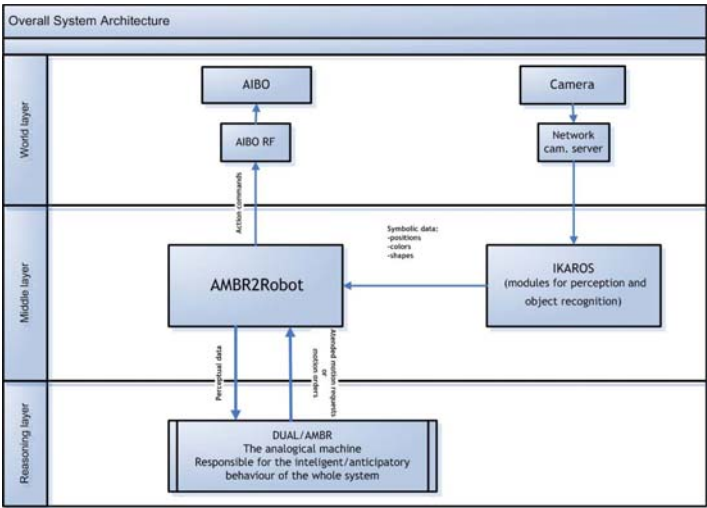 Overall System Architecture
World layer
AIBO
Camera
AIBO RF
Network
cam. server
Action commands
Middle layer
Symbolic data:
-positions
-colors
-shapes
AMBR2Robot
IKAROS
(modules for perception and
object recognition)
Perceptual data
Attended motion requests
or
motion orders
Reasoning layer
DUAL/AMBR
The analogical machine
Responsible for the inteligent/anticipatory
behaviour of the whole system